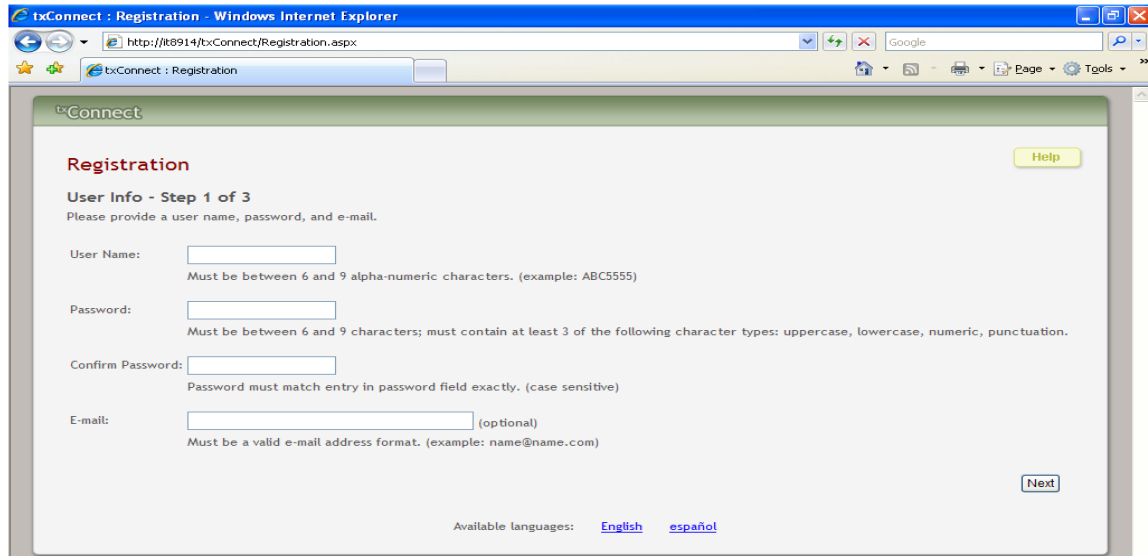 txConnect : Registration - Windows Internet Explorer
http://it8914/txConnect/Registration.aspx
Google
txConnect : Registration
Page
Tools
txConnect
Registration
Help
User Info - Step 1 of 3
Please provide a user name, password, and e-mail.
User Name:
Must be between 6 and 9 alpha-numeric characters. (example: ABC5555)
Password:
Must be between 6 and 9 characters; must contain at least 3 of the following character types: uppercase, lowercase, numeric, punctuation.
Confirm Password:
Password must match entry in password field exactly. (case sensitive)
E-mail:
(optional)
Must be a valid e-mail address format. (example: name@name.com)
Next
Available languages: English español